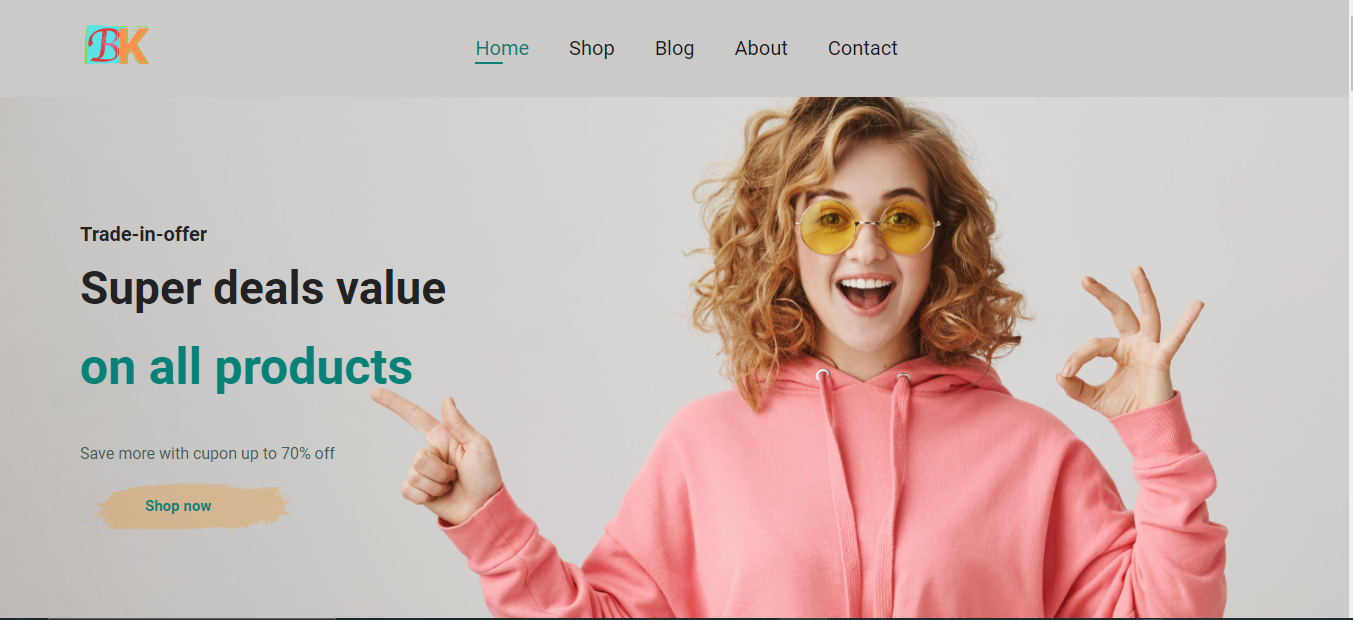 BK
Home Shop Blog About Contact
Trade-in-offer
Super deals value
on all products
Save more with cupon up to 70% off
Shop now